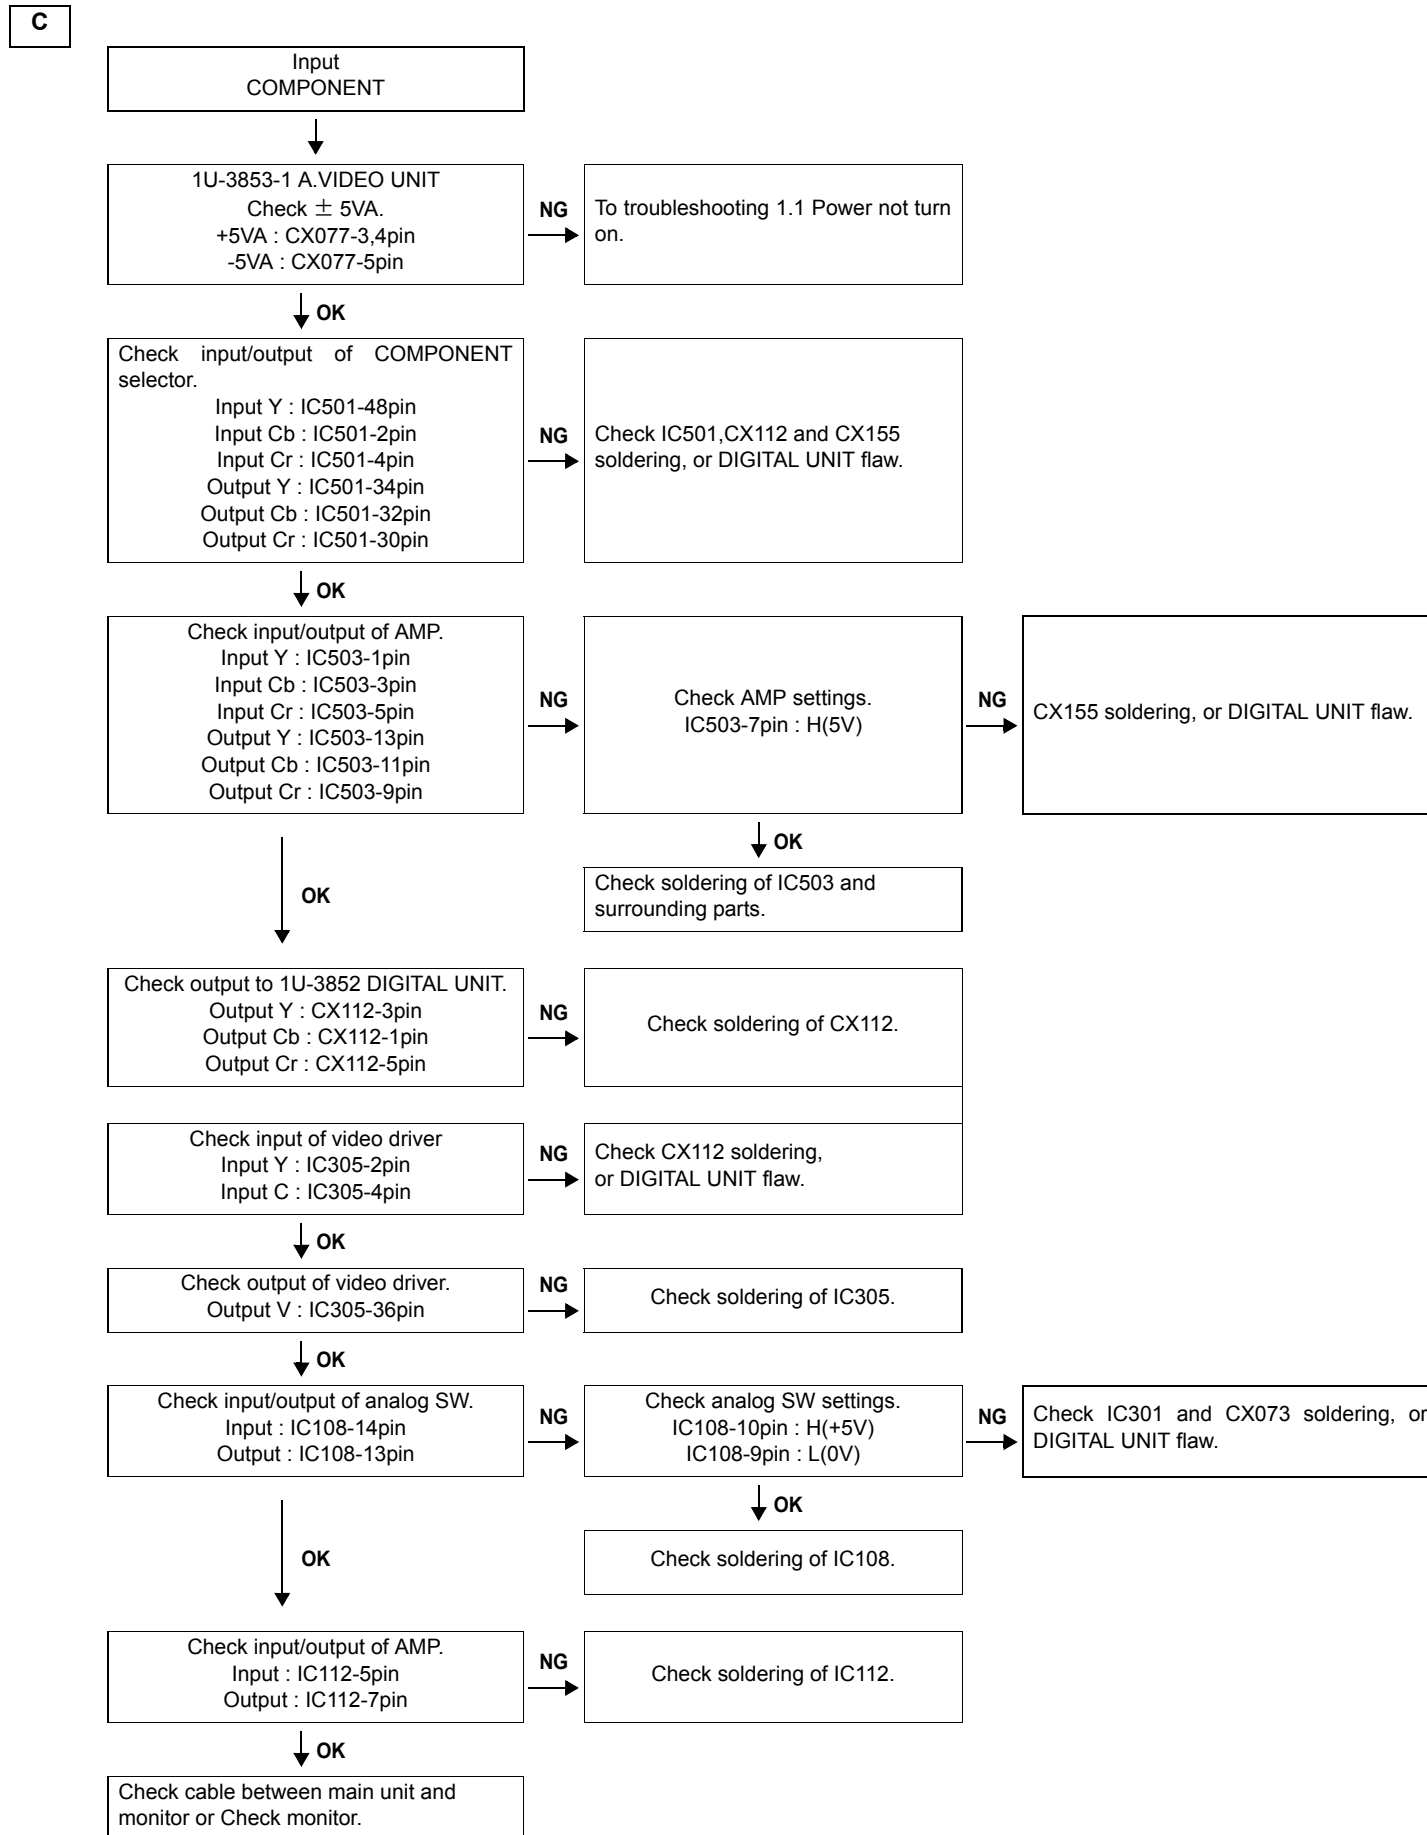 C
Input
COMPONENT
1U-3853-1 A.VIDEO UNIT
Check ± 5VA.
+5VA : CX077-3,4pin
-5VA : CX077-5pin
NG
To troubleshooting 1.1 Power not turn
on.
OK
Check input/output of COMPONENT
selector.
Input Y : IC501-48pin
Input Cb : IC501-2pin
Input Cr : IC501-4pin
Output Y : IC501-34pin
Output Cb : IC501-32pin
Output Cr : IC501-30pin
NG
Check IC501,CX112 and CX155
soldering, or DIGITAL UNIT flaw.
OK
Check input/output of AMP.
Input Y : IC503-1pin
Input Cb : IC503-3pin
Input Cr : IC503-5pin
Output Y : IC503-13pin
Output Cb : IC503-11pin
Output Cr : IC503-9pin
NG
Check AMP settings.
IC503-7pin : H(5V)
NG
CX155 soldering, or DIGITAL UNIT flaw.
OK
Check soldering of IC503 and
surrounding parts.
OK
Check output to 1U-3852 DIGITAL UNIT.
Output Y : CX112-3pin
Output Cb : CX112-1pin
Output Cr : CX112-5pin
NG
Check soldering of CX112.
Check input of video driver
Input Y : IC305-2pin
Input C : IC305-4pin
NG
Check CX112 soldering,
or DIGITAL UNIT flaw.
OK
Check output of video driver.
Output V : IC305-36pin
NG
Check soldering of IC305.
OK
Check input/output of analog SW.
Input : IC108-14pin
Output : IC108-13pin
NG
Check analog SW settings.
IC108-10pin : H(+5V)
IC108-9pin : L(0V)
NG
Check IC301 and CX073 soldering, or
DIGITAL UNIT flaw.
OK
Check soldering of IC108.
OK
Check input/output of AMP.
Input : IC112-5pin
Output : IC112-7pin
NG
Check soldering of IC112.
OK
Check cable between main unit and
monitor or Check monitor.